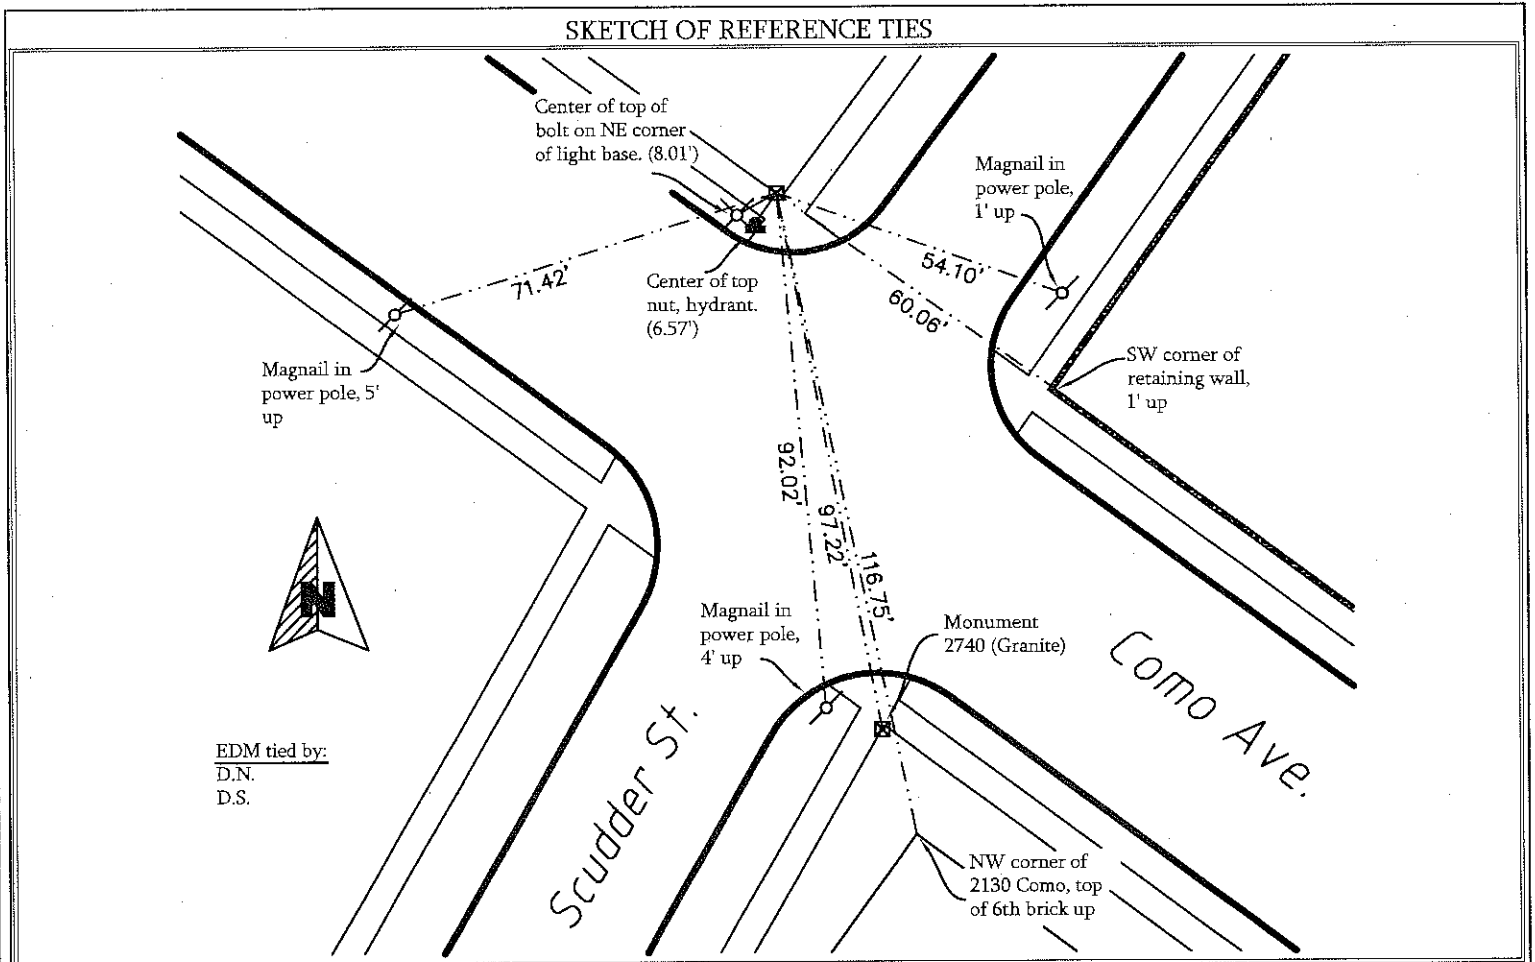 SKETCH OF REFERENCE TIES
Center of top of
bolt on NE corner
of light base. (8.01')
Magnail in
power pole,
1' up
71.42'
54.10'
60.06'
Center of top
nut, hydrant.
(6.57')
Magnail in
power pole, 5'
up
SW corner of
retaining wall,
1' up
92.02'
97.22'
116.75'
N
Magnail in
power pole,
4' up
Monument
2740 (Granite)
Como Ave.
Scudder St.
EDM tied by:
D.N.
D.S.
NW corner of
2130 Como, top
of 6th brick up